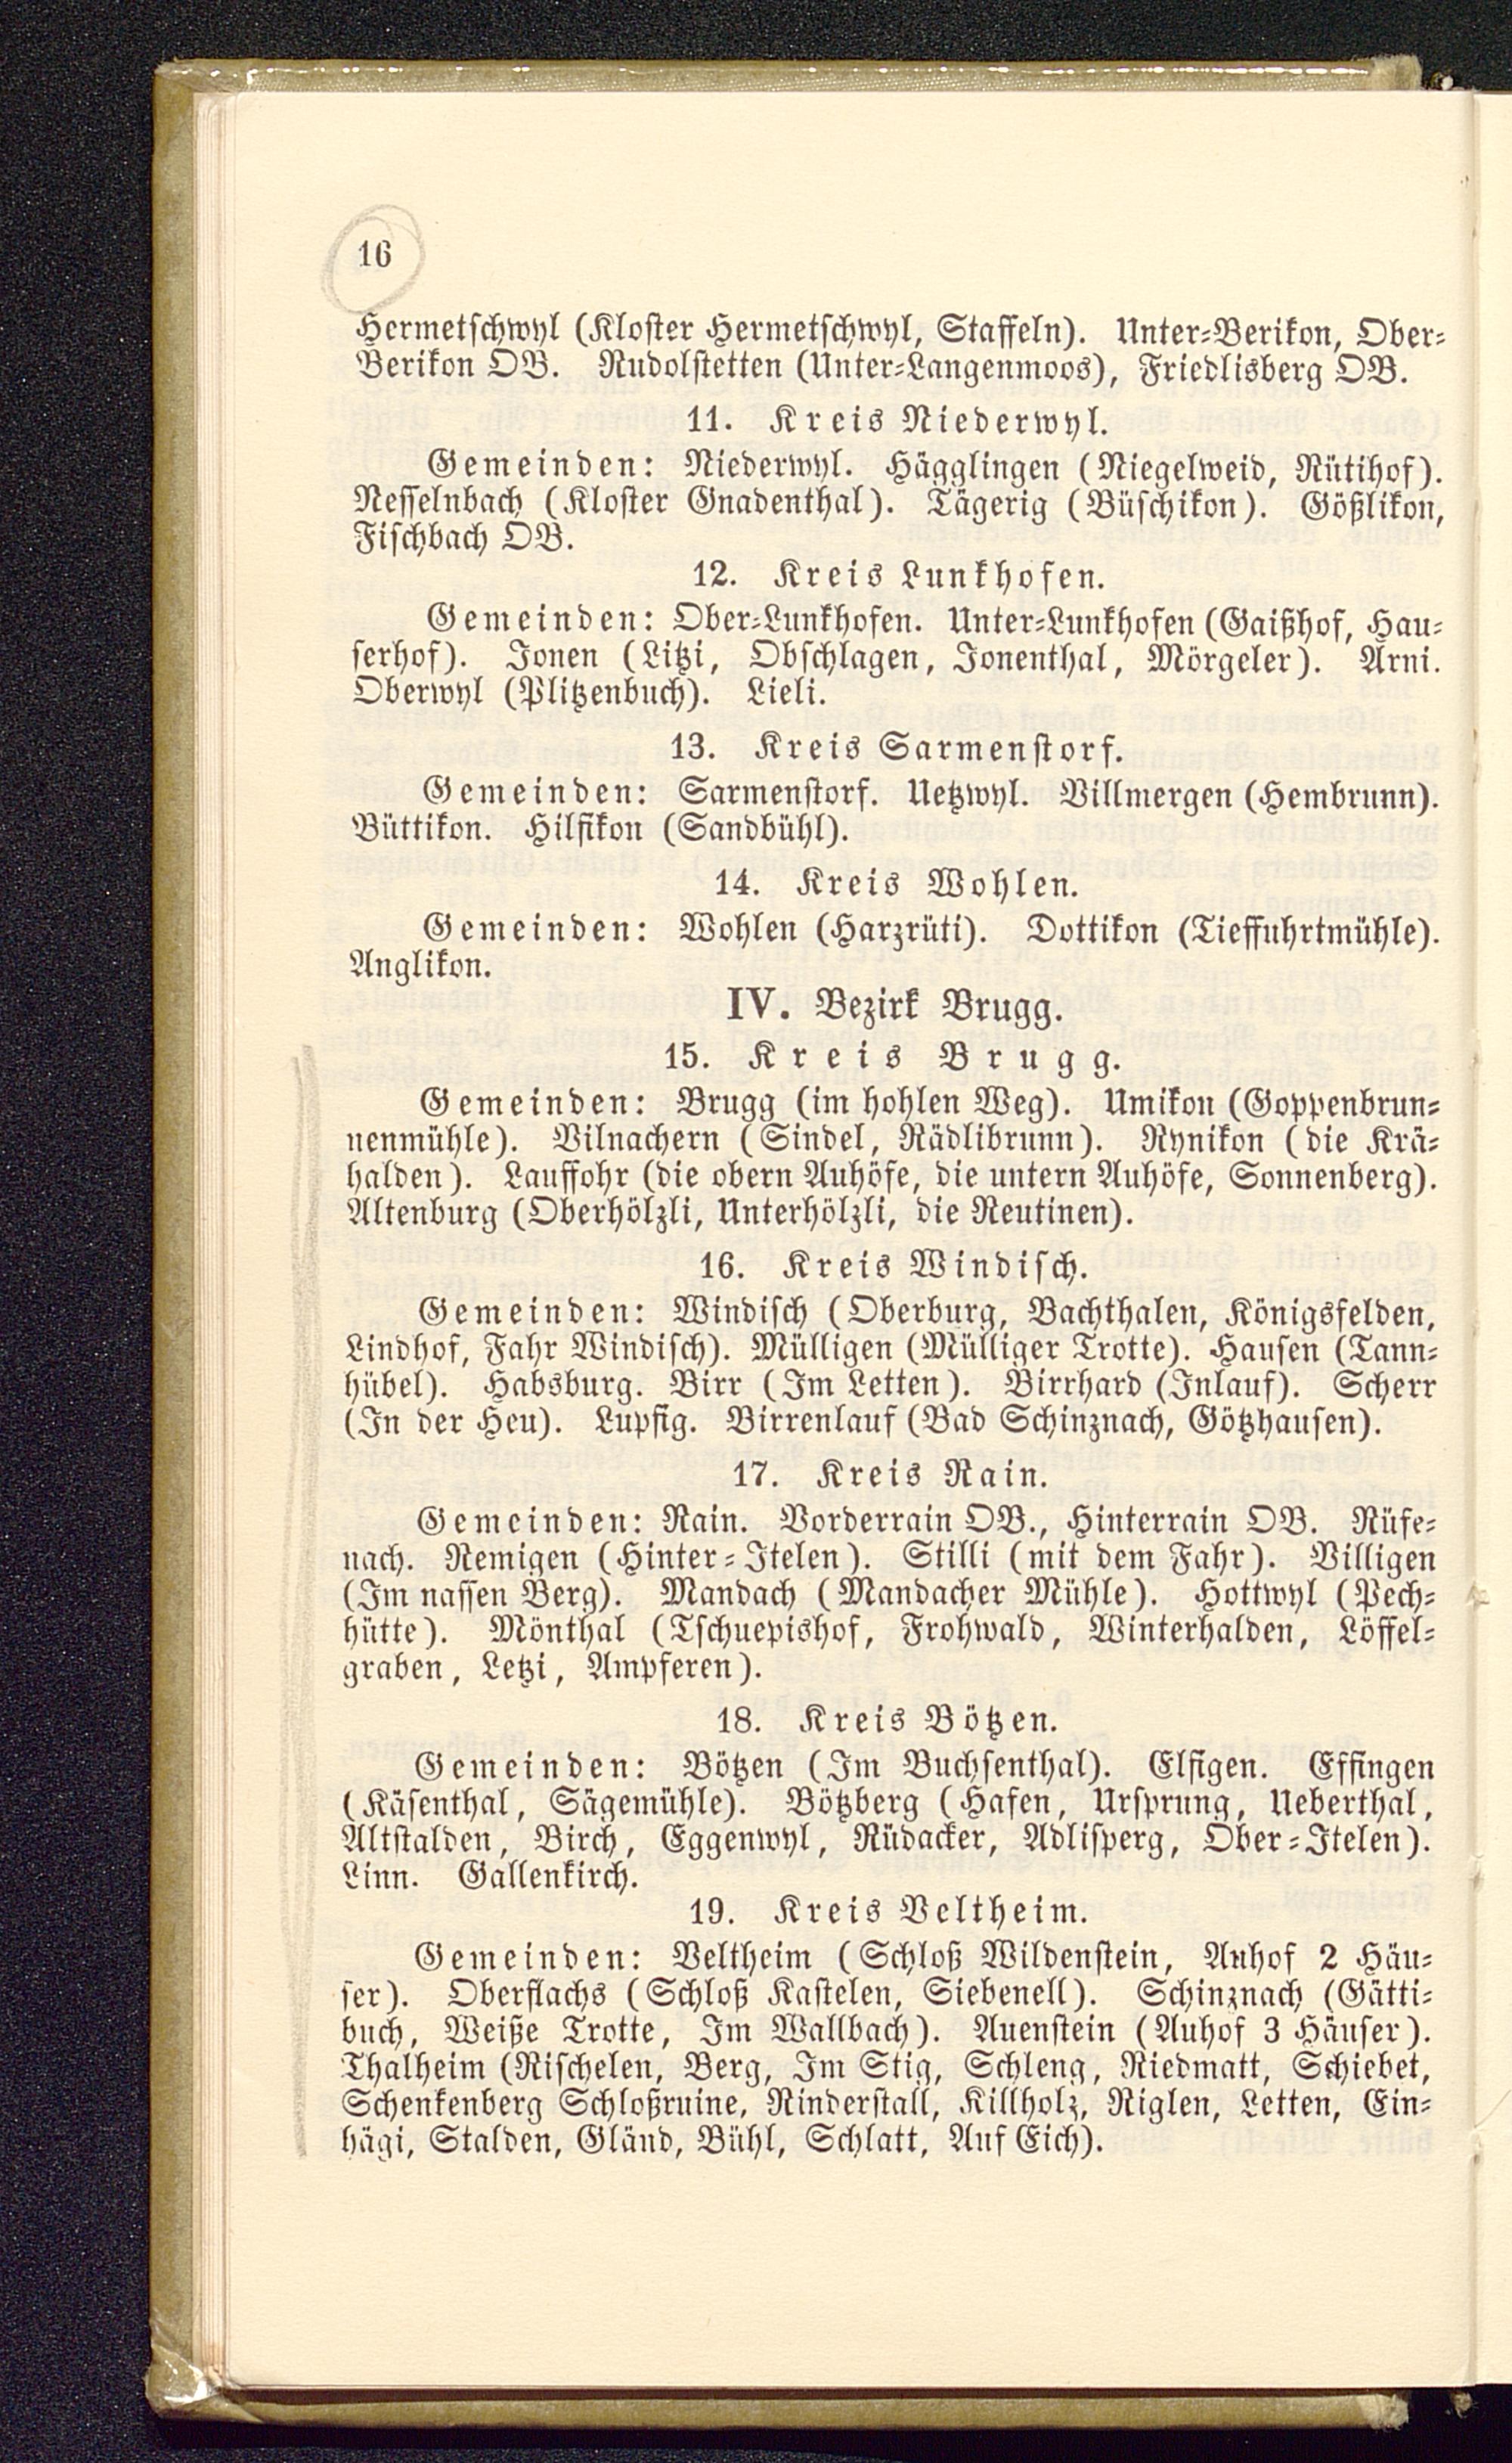 16
Hermetschwyl (Kloster Hermetschwyl, Staffeln). Unter-Berikon, Ober-
Berikon OB. Rudolstetten (Unter-Langenmoos), Friedlisberg OB.
11. Kreis Niederwyl.
Gemeinden: Niederwyl. Hägglingen (Niegelweid, Rütihof).
Nesselnbach (Kloster Gnadenthal). Tägerig (Büschikon). Gößlikon,
Fischbach OB.
12. Kreis Lunkhofen.
Gemeinden: Ober-Lunkhofen. Unter-Lunkhofen (Gaißhof, Hau-
serhof). Jonen (Litzi, Obschlagen, Jonenthal, Mörgeler). Arni.
Oberwyl (Plitzenbuch). Lieli.
13. Kreis Sarmenstorf.
Gemeinden: Sarmenstorf. Uetzwyl. Villmergen (Hembrunn).
Büttikon. Hilfikon (Sandbühl).
14. Kreis Wohlen.
Gemeinden: Wohlen (Harzrüti). Dottikon (Tieffuhrtmühle).
Anglikon.
IV. Bezirk Brugg.
15. Kreis Brugg.
Gemeinden: Brugg (im hohlen Weg). Umikon (Goppenbrun-
nenmühle). Vilnachern (Sindel, Rädlibrunn). Rynikon (die Krä-
halden). Lauffohr (die obern Auhöfe, die untern Auhöfe, Sonnenberg).
Altenburg (Oberhölzli, Unterhölzli, die Reutinen).
16. Kreis Windisch.
Gemeinden: Windisch (Oberburg, Bachthalen, Königsfelden,
Lindhof, Fahr Windisch). Mülligen (Mülliger Trotte). Hausen (Tann-
hübel). Habsburg. Birr (Im Letten). Birrhard (Inlauf). Scherr
(In der Heu). Lupfig. Birrenlauf (Bad Schinznach, Götzhausen).
17. Kreis Rain.
Gemeinden: Rain. Vorderrain OB., Hinterrain OB. Rüfe-
nach. Remigen (Hinter-Itelen). Stilli (mit dem Fahr). Villigen
(Im nassen Berg). Mandach (Mandacher Mühle). Hottwyl (Pech-
hütte). Mönthal (Tschuepishof, Frohwald, Winterhalden, Löffel-
graben, Letzi, Ampferen).
18. Kreis Bötzen.
Gemeinden: Bötzen (Im Buchsenthal). Elfigen. Effingen
(Käsenthal, Sägemühle). Bötzberg (Hafen, Ursprung, Ueberthal,
Altstalden, Birch, Eggenwyl, Rüdacker, Adlisperg, Ober-Itelen).
Linn. Gallenkirch.
19. Kreis Veltheim.
Gemeinden: Veltheim (Schloß Wildenstein, Auhof 2 Häu-
ser). Oberflachs (Schloß Kastelen, Siebenell). Schinznach (Gätti-
buch, Weiße Trotte, Im Wallbach). Auenstein (Auhof 3 Häuser).
Thalheim (Rischelen, Berg, Im Stig, Schleng, Riedmatt, Schiebet,
Schenkenberg Schloßruine, Rinderstall, Killholz, Riglen, Letten, Ein-
hägi, Stalden, Gländ, Bühl, Schlatt, Auf Eich).